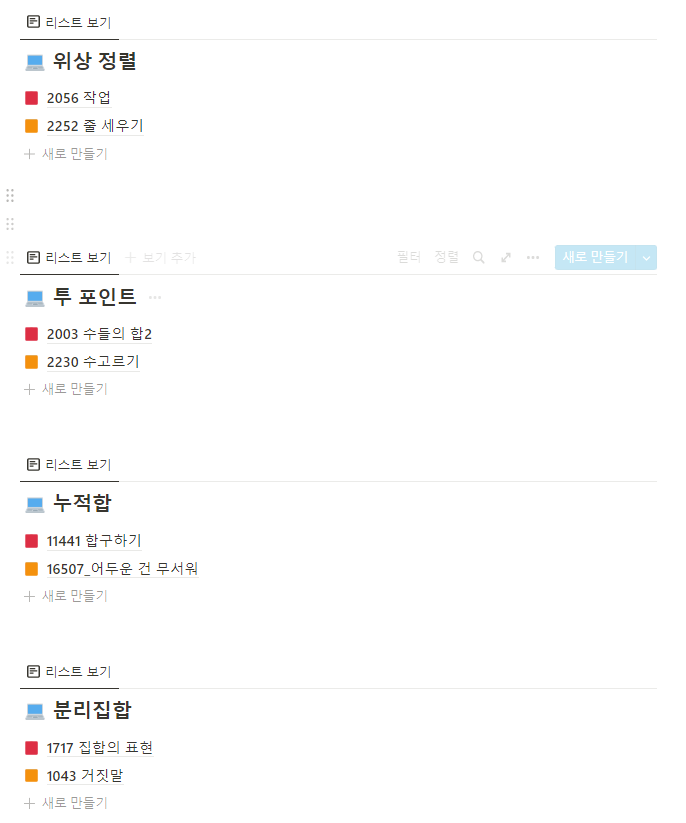 리스트 보기
위상 정렬
2056 작업
2252 줄 세우기
+ 새로 만들기
리스트 보기 + 보기 추가 필터 정렬 새로 만들기
투 포인트
2003 수들의 합2
2230 수고르기
+ 새로 만들기
리스트 보기
누적합
11441 합구하기
16507_어두운 건 무서워
+ 새로 만들기
리스트 보기
분리집합
1717 집합의 표현
1043 거짓말
+ 새로 만들기